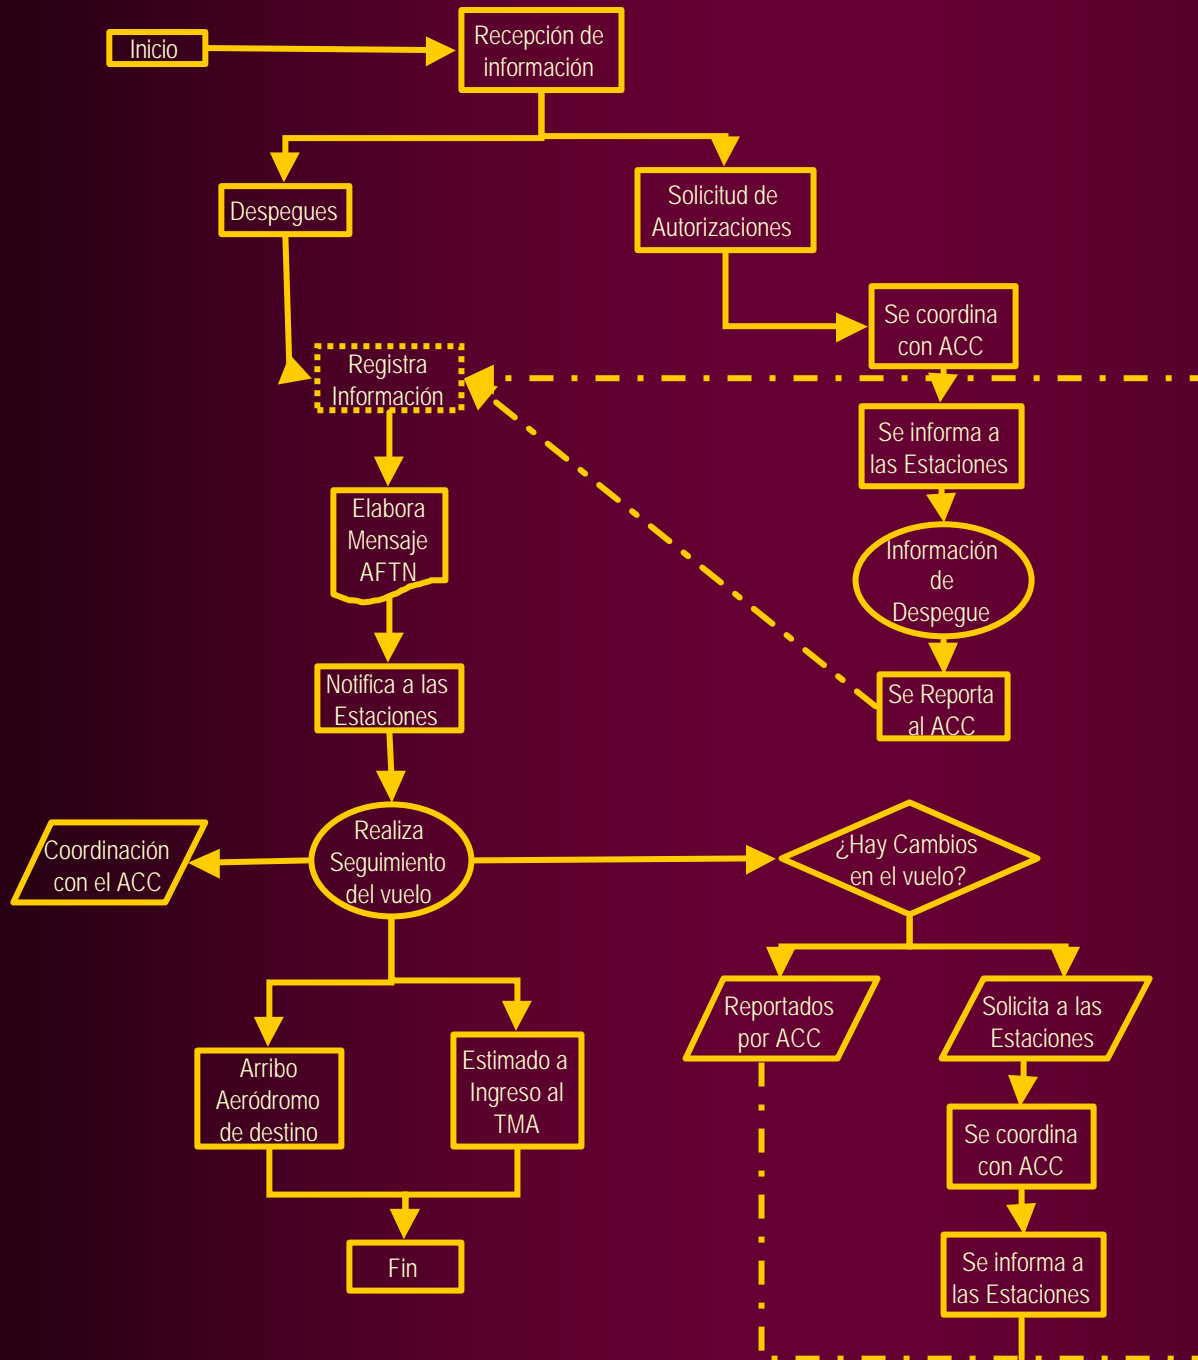 Inicio
Recepción de
información
Despegues
Solicitud de
Autorizaciones
Se coordina
con ACC
Registra
Información
Se informa a
las Estaciones
Elabora
Mensaje
AFTN
Información
de
Despegue
Notifica a las
Estaciones
Se Reporta
al ACC
Coordinación
con el ACC
Realiza
Seguimiento
del vuelo
¿Hay Cambios
en el vuelo?
Reportados
por ACC
Solicita a las
Estaciones
Arribo
Aeródromo
de destino
Estimado a
Ingreso al
TMA
Se coordina
con ACC
Fin
Se informa a
las Estaciones